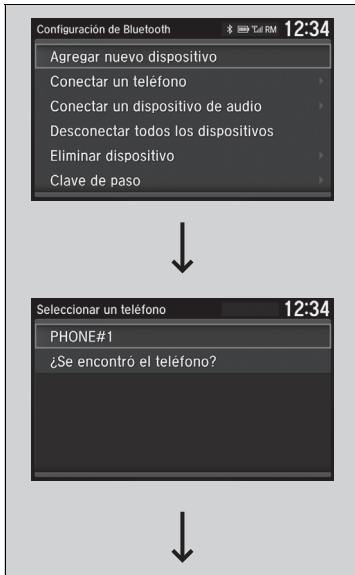 Configuración de Bluetooth RM 12:34
Agregar nuevo dispositivo
Conectar un teléfono
Conectar un dispositivo de audio
Desconectar todos los dispositivos
Eliminar dispositivo
Clave de paso
Seleccionar un teléfono 12:34
PHONE#1
¿Se encontró el teléfono?